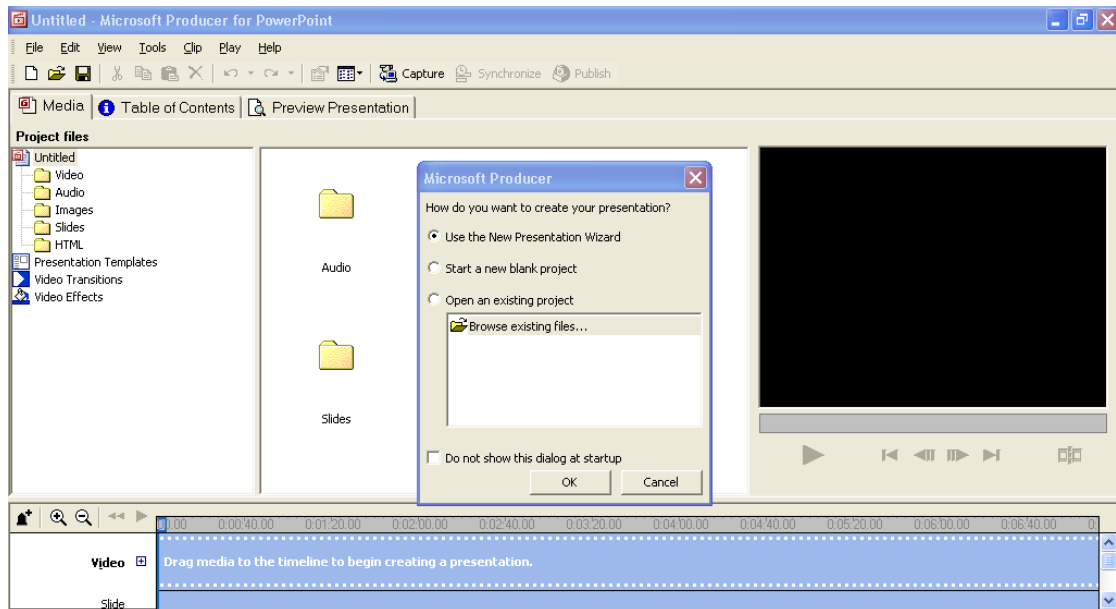 Untitled - Microsoft Producer for PowerPoint
File Edit View Tools Clip Play Help
Capture Synchronize Publish
Media Table of Contents Preview Presentation
Project files
Untitled
Video
Audio
Images
Slides
HTML
Presentation Templates
Video Transitions
Video Effects
Audio
Slides
Microsoft Producer
How do you want to create your presentation?
Use the New Presentation Wizard
Start a new blank project
Open an existing project
Browse existing files...
Do not show this dialog at startup
OK Cancel
0:00:40.00 0:01:20.00 0:02:00.00 0:02:40.00 0:03:20.00 0:04:00.00 0:04:40.00 0:05:20.00 0:06:00.00 0:06:40.00
Video Drag media to the timeline to begin creating a presentation.
Slide